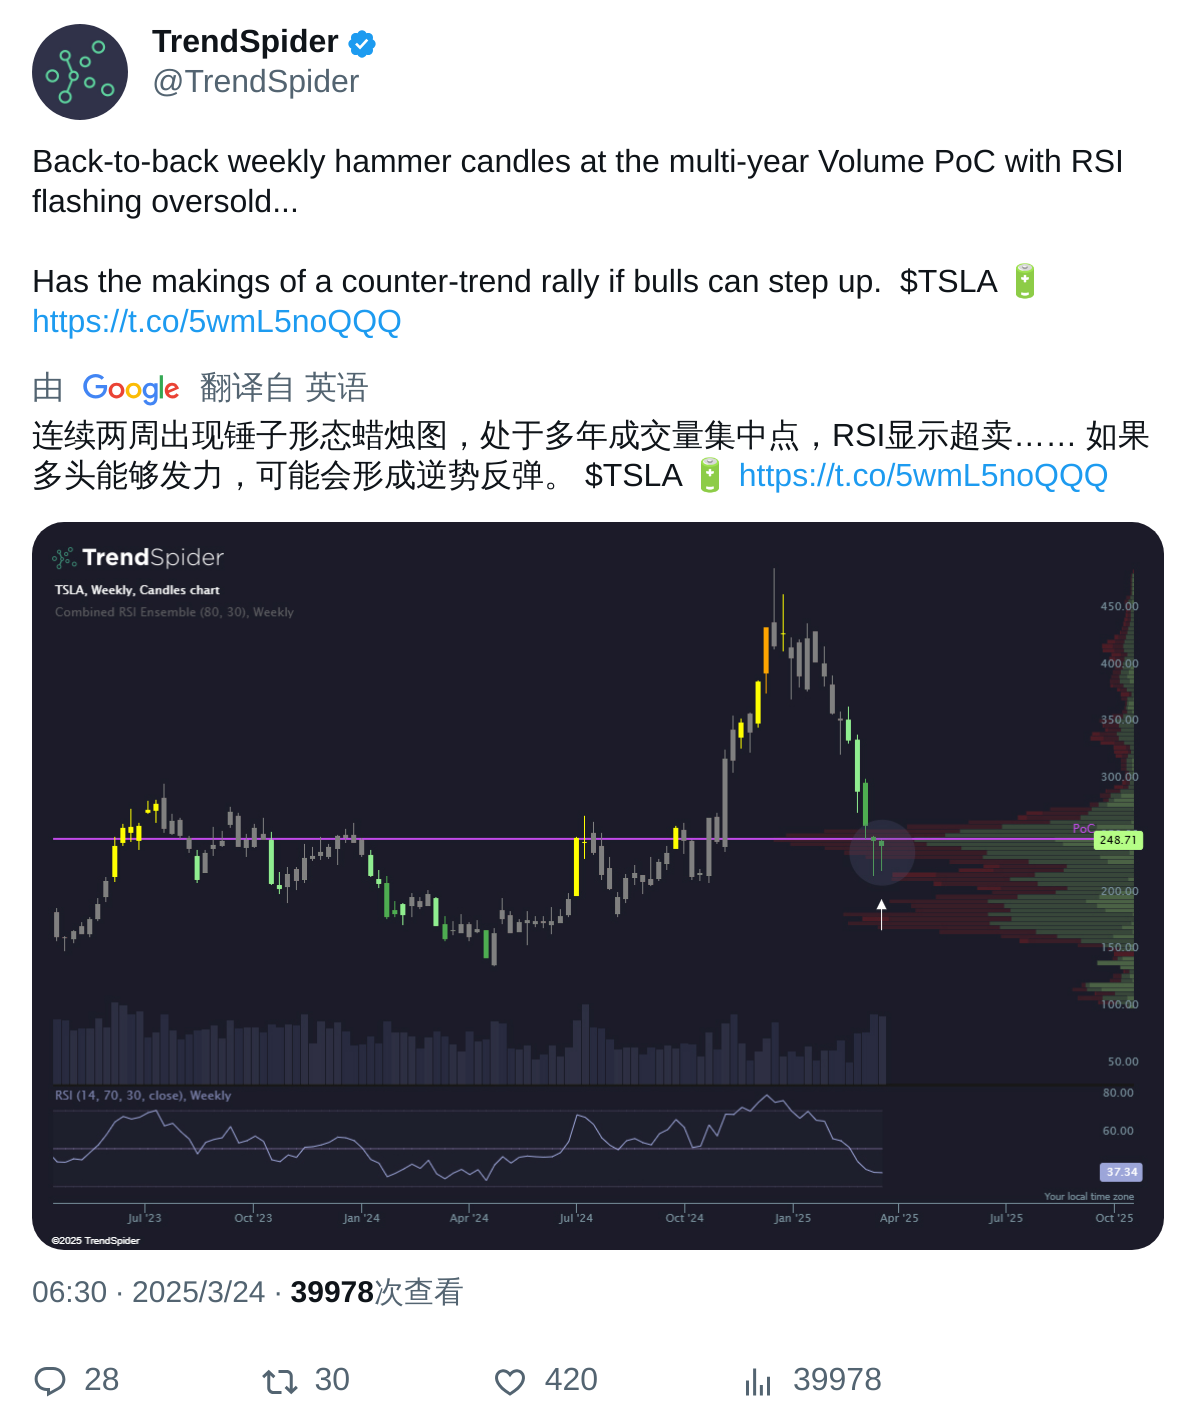 TrendSpider
@TrendSpider
Back-to-back weekly hammer candles at the multi-year Volume PoC with RSI
flashing oversold...
Has the makings of a counter-trend rally if bulls can step up. $TSLA 🔋
https://t.co/5wmL5noQQQ
由 Google 翻译自 英语
连续两周出现锤子形态蜡烛图，处于多年成交量集中点，RSI显示超卖…… 如果
多头能够发力，可能会形成逆势反弹。 $TSLA 🔋 https://t.co/5wmL5noQQQ
TrendSpider
TSLA, Weekly, Candles chart
Combined RSI Ensemble (80, 30), Weekly
450.00
400.00
350.00
300.00
PoC
248.71
200.00
150.00
100.00
50.00
RSI (14, 70, 30, close), Weekly
80.00
60.00
37.34
Your local time zone
Jul '23 Oct '23 Jan '24 Apr '24 Jul '24 Oct '24 Jan '25 Apr '25 Jul '25 Oct '25
©2025 TrendSpider
06:30 · 2025/3/24 · 39978次查看
28 30 420 39978